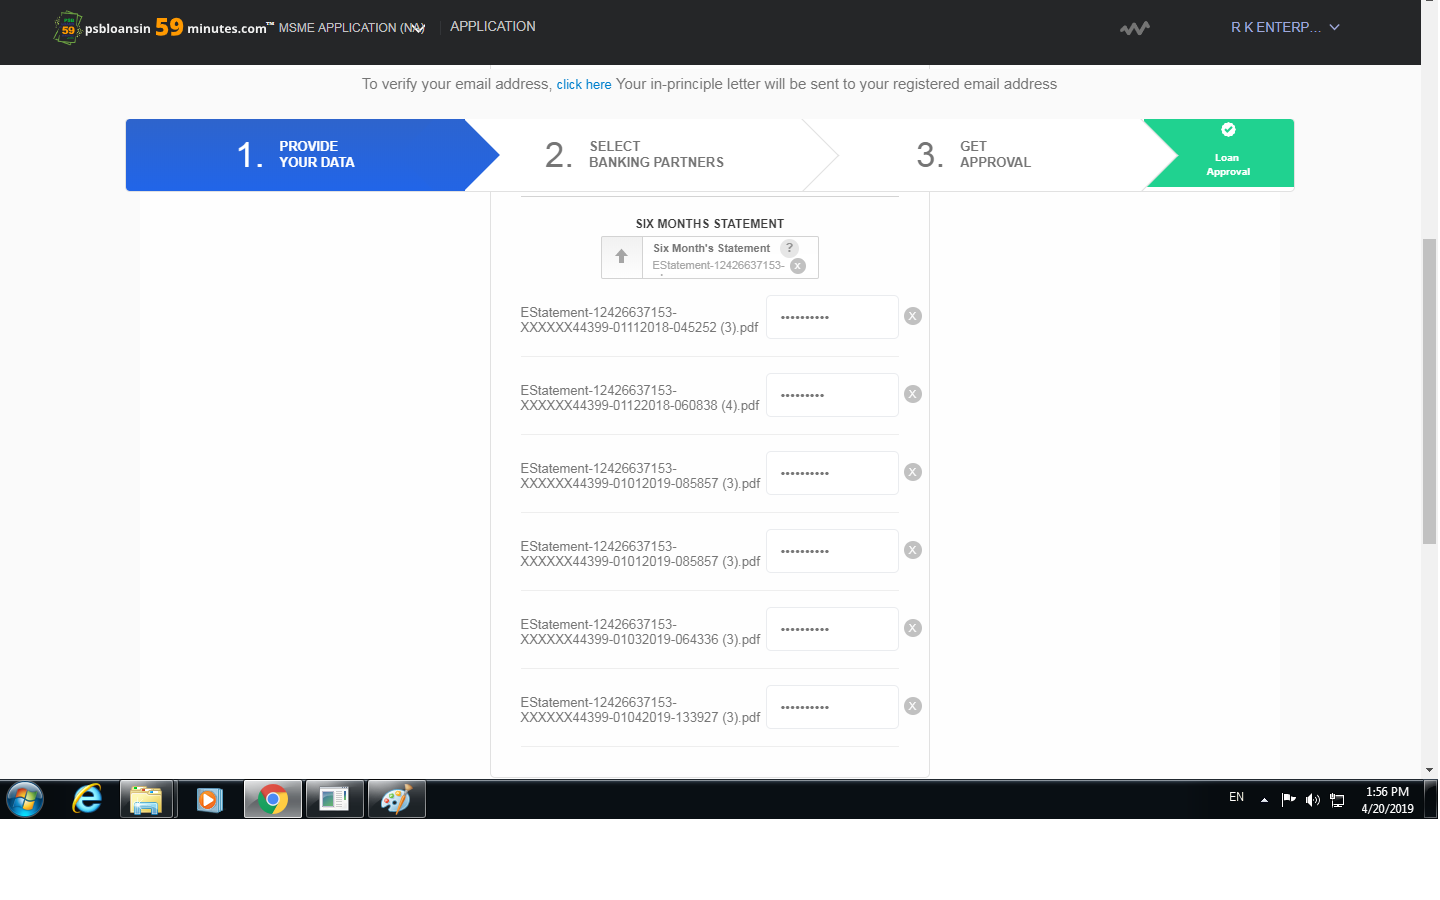 psbloansin 59 minutes.com™ MSME APPLICATION (NA) APPLICATION R K ENTERP...
To verify your email address, click here Your in-principle letter will be sent to your registered email address
1. PROVIDE
YOUR DATA
2. SELECT
BANKING PARTNERS
3. GET
APPROVAL
Loan
Approval
SIX MONTHS STATEMENT
Six Month's Statement ?
EStatement-12426637153- x
EStatement-12426637153-
XXXXXX44399-01112018-045252 (3).pdf •••••••••• X
EStatement-12426637153-
XXXXXX44399-01122018-060838 (4).pdf ••••••••• X
EStatement-12426637153-
XXXXXX44399-01012019-085857 (3).pdf •••••••••• X
EStatement-12426637153-
XXXXXX44399-01012019-085857 (3).pdf •••••••••• X
EStatement-12426637153-
XXXXXX44399-01032019-064336 (3).pdf •••••••••• X
EStatement-12426637153-
XXXXXX44399-01042019-133927 (3).pdf •••••••••• X
EN
1:56 PM
4/20/2019